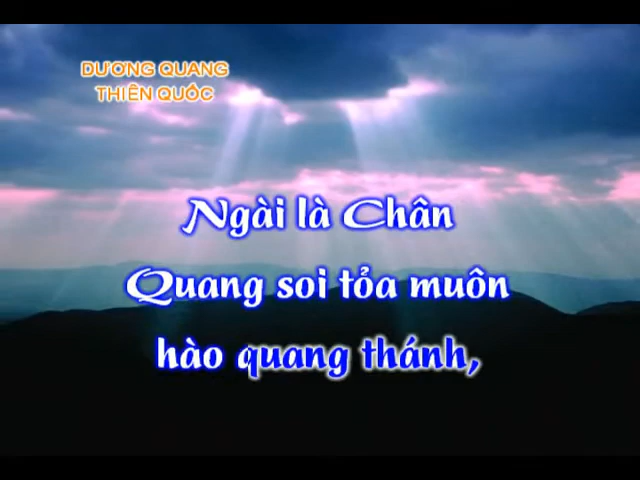 DƯƠNG QUANG
THIÊN QUỐC
Ngài là Chân
Quang soi tỏa muôn
hào quang thánh,